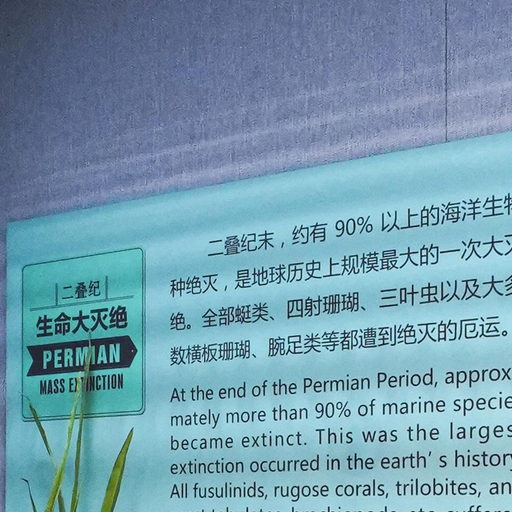 二叠纪
生命大灭绝
PERMIAN
MASS EXTINCTION
二叠纪末，约有 90% 以上的海洋生物
种绝灭，是地球历史上规模最大的一次大灭
绝。全部蜓类、四射珊瑚、三叶虫以及大多
数横板珊瑚、腕足类等都遭到绝灭的厄运。
At the end of the Permian Period, approx
mately more than 90% of marine specie
became extinct. This was the larges
extinction occurred in the earth's history
All fusulinids, rugose corals, trilobites, an